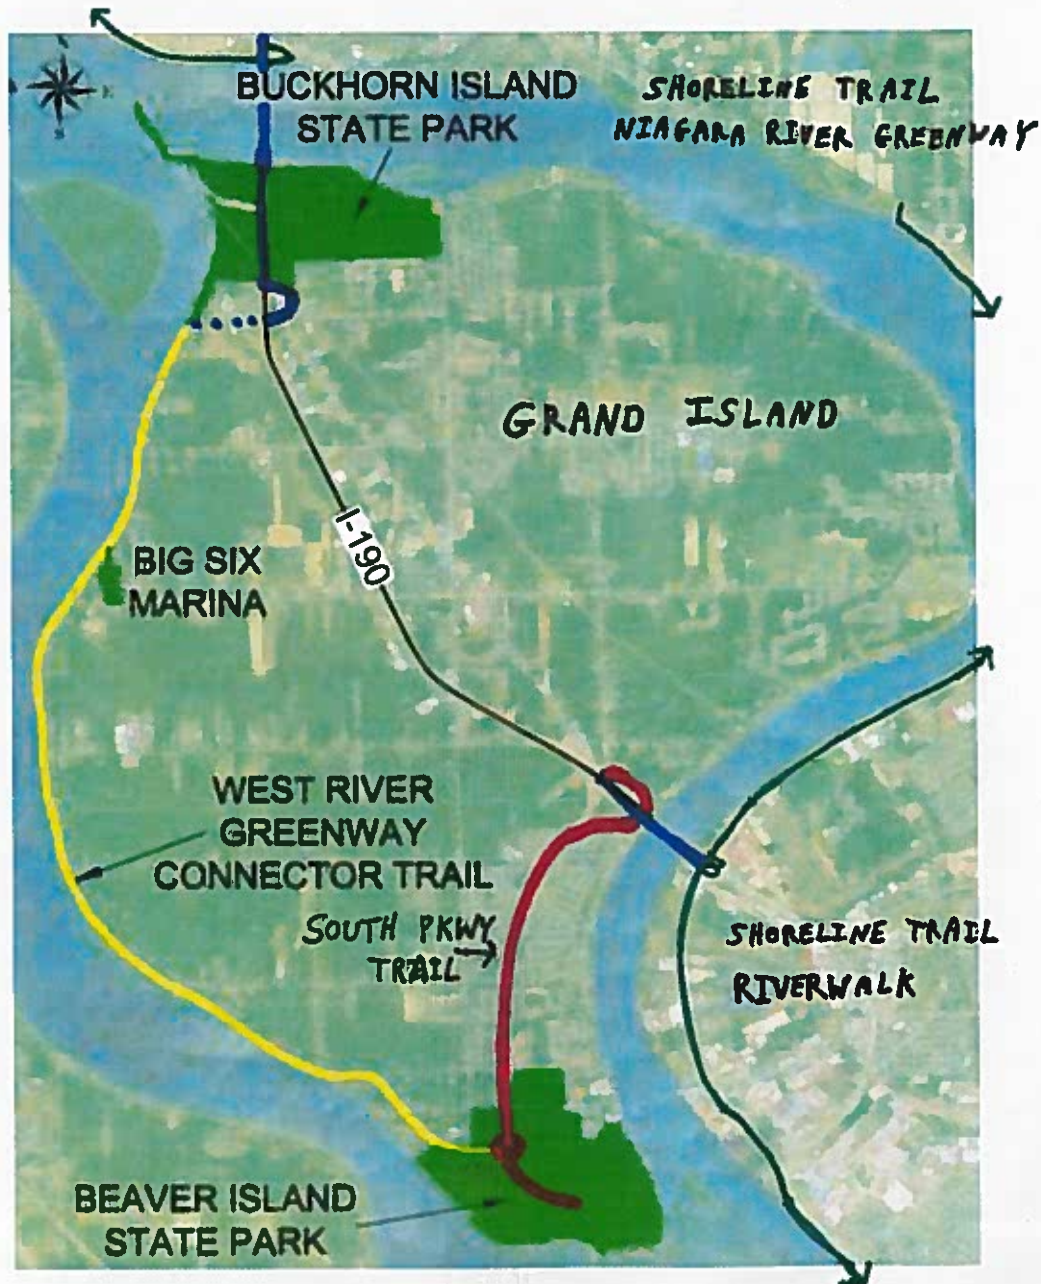 BUCKHORN ISLAND
STATE PARK
SHORELINE TRAIL
NIAGARA RIVER GREENWAY
GRAND ISLAND
I-190
BIG SIX
MARINA
WEST RIVER
GREENWAY
CONNECTOR TRAIL
SOUTH PKWY
TRAIL
SHORELINE TRAIL
RIVERWALK
BEAVER ISLAND
STATE PARK